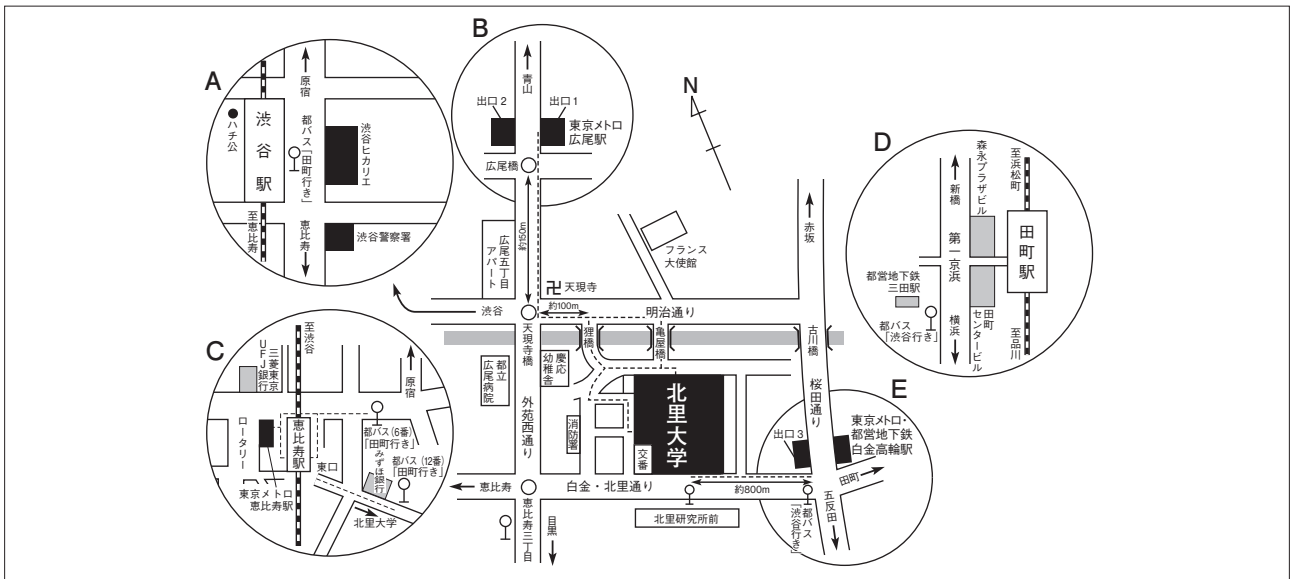 A
原宿
渋谷駅
ハチ公
都バス「田町行き」
渋谷ヒカリエ
至恵比寿
恵比寿
渋谷警察署
B
青山
出口2
出口1
東京メトロ
広尾駅
広尾橋
約750m
広尾五丁目
アパート
N
フランス
大使館
卍天現寺
赤坂
渋谷
約100m
明治通り
天現寺橋
狸橋
亀屋橋
古川橋
都立
広尾病院
慶応
幼稚舎
外苑西通り
消防署
北里大学
交番
桜田通り
恵比寿
白金・北里通り
約800m
恵比寿三丁目
目黒
北里研究所前
C
至渋谷
三菱東京
UFJ銀行
原宿
ロータリー
恵比寿駅
都バス(6番)
「田町行き」
みずほ銀行
都バス(12番)
「田町行き」
東口
東京メトロ
恵比寿駅
北里大学
D
森永プラザビル
至浜松町
新橋
第一京浜
田町駅
都営地下鉄
三田駅
都バス
「渋谷行き」
横浜
田町
センタービル
至品川
E
出口3
東京メトロ・
都営地下鉄
白金高輪駅
田町
都バス
「渋谷行き」
五反田